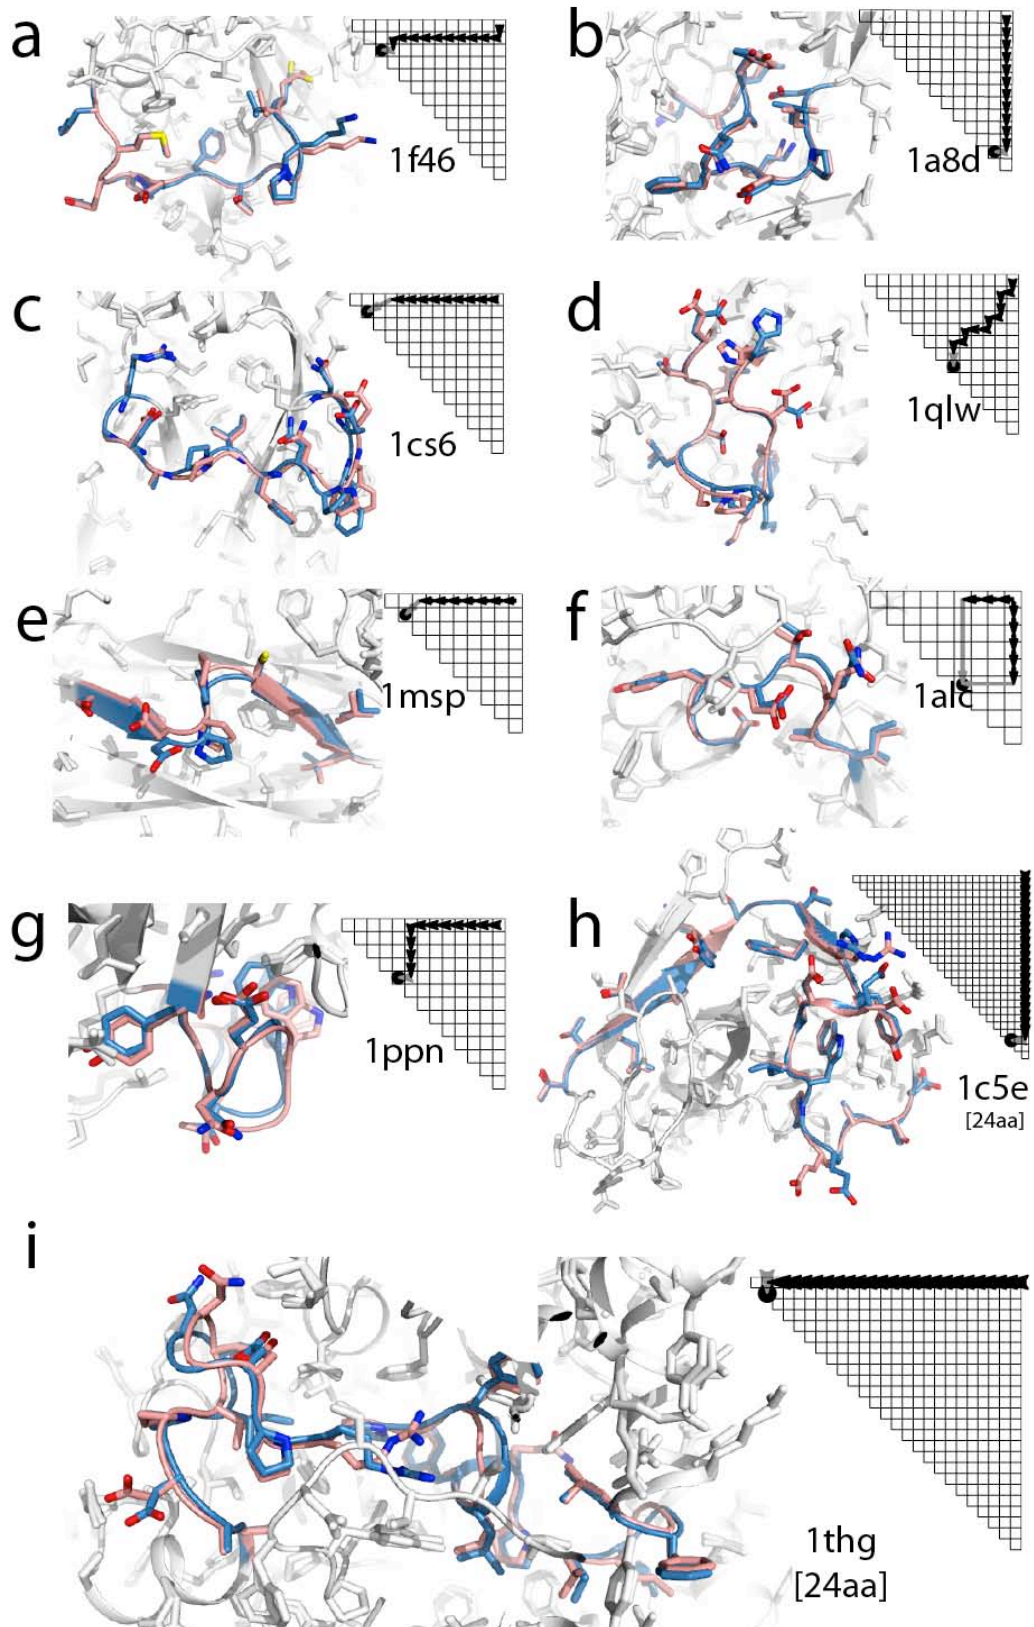 a
1f46
b
1a8d
c
1cs6
d
1qlw
e
1msp
f
1alc
g
1ppn
h
1c5e
[24aa]
i
1thg
[24aa]